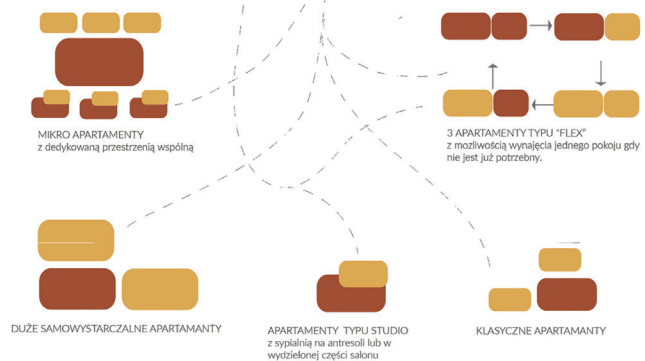 MIKRO APARTAMENTY
z dedykowaną przestrzenią wspólną
3 APARTAMENTY TYPU "FLEX"
z możliwością wynajęcia jednego pokoju gdy
nie jest już potrzebny.
DUŻE SAMOWYSTARCZALNE APARTAMANTY
APARTAMENTY TYPU STUDIO
z sypialnią na antresoli lub w
wydzielonej części salonu
KLASYCZNE APARTAMANTY